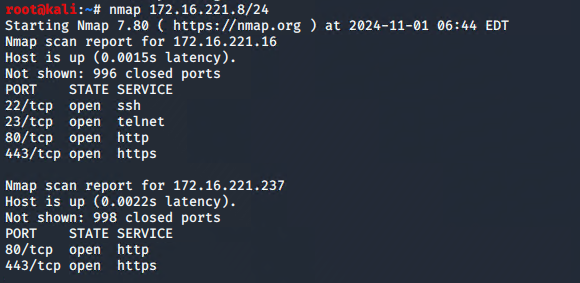 root@kali:~# nmap 172.16.221.8/24
Starting Nmap 7.80 ( https://nmap.org ) at 2024-11-01 06:44 EDT
Nmap scan report for 172.16.221.16
Host is up (0.0015s latency).
Not shown: 996 closed ports
PORT    STATE SERVICE
22/tcp  open  ssh
23/tcp  open  telnet
80/tcp  open  http
443/tcp open  https

Nmap scan report for 172.16.221.237
Host is up (0.0022s latency).
Not shown: 998 closed ports
PORT    STATE SERVICE
80/tcp  open  http
443/tcp open  https